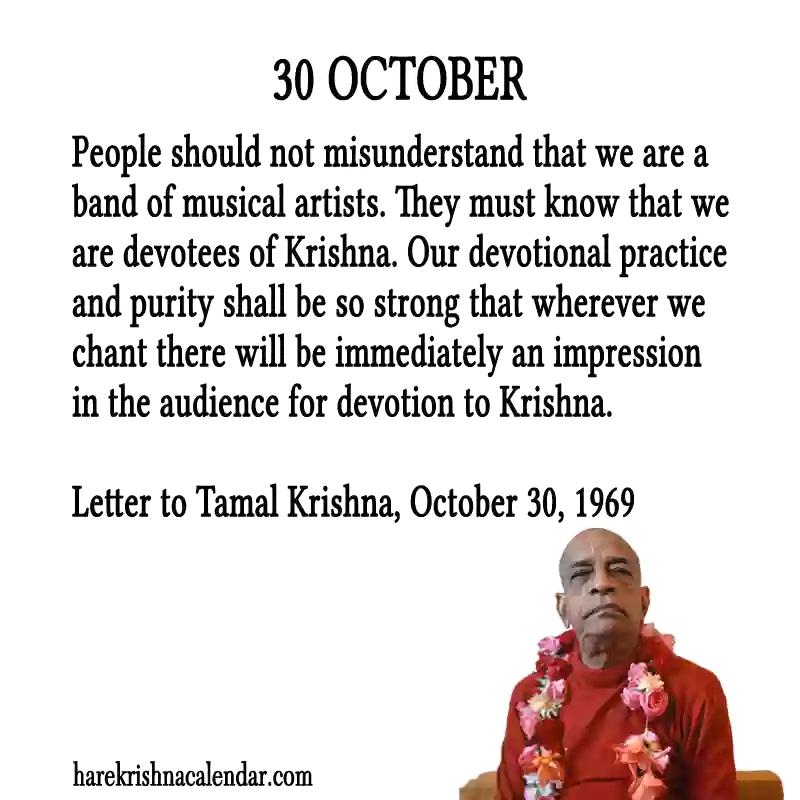 30 OCTOBER
People should not misunderstand that we are a
band of musical artists. They must know that we
are devotees of Krishna. Our devotional practice
and purity shall be so strong that wherever we
chant there will be immediately an impression
in the audience for devotion to Krishna.
Letter to Tamal Krishna, October 30, 1969
harekrishnacalendar.com